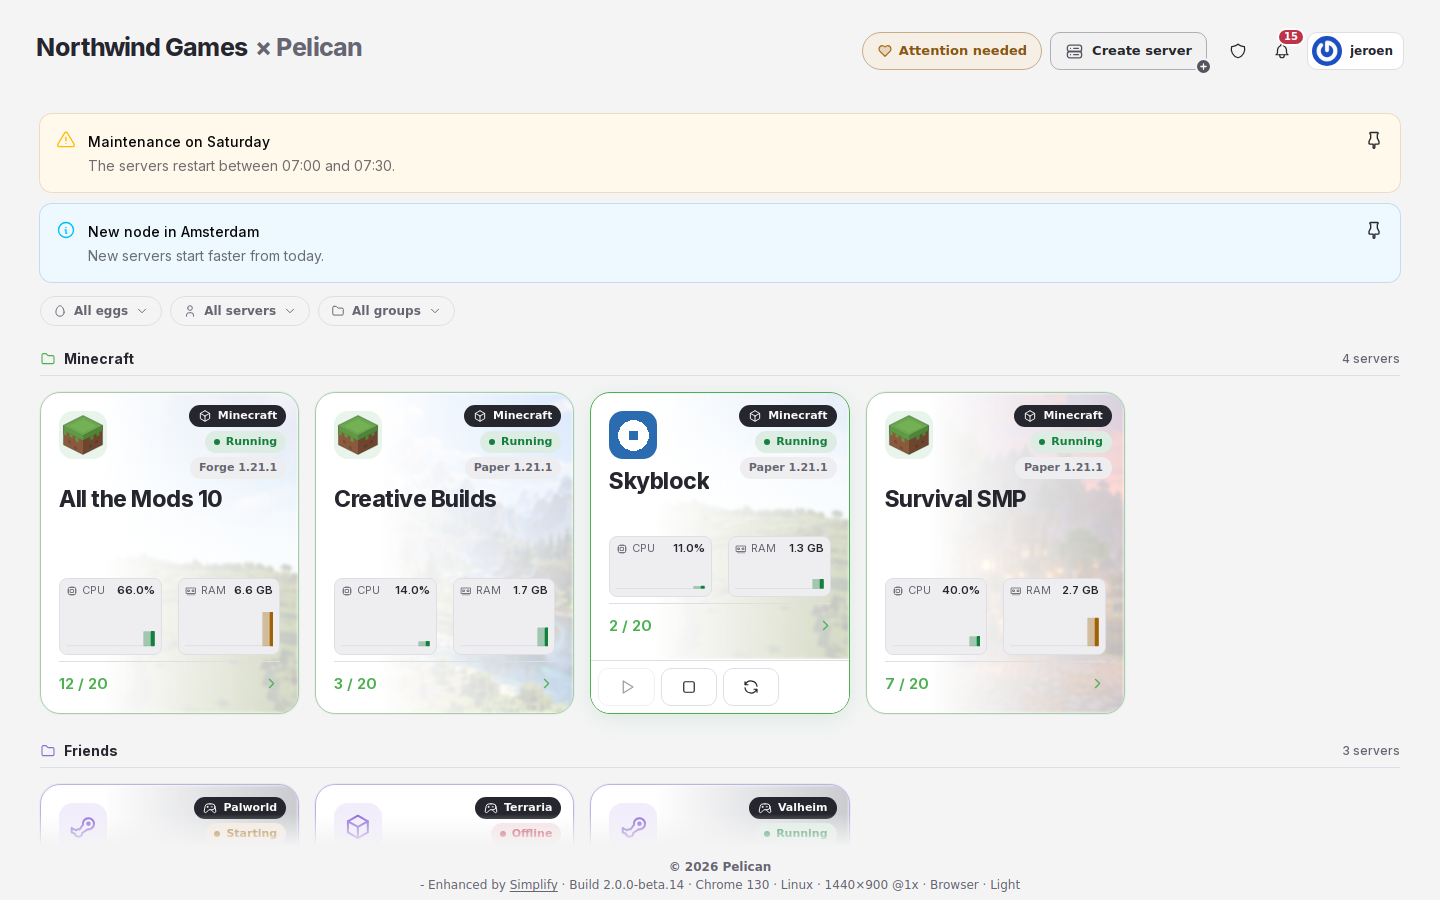 Northwind Games × Pelican
Attention needed
Create server
15
jeroen
Maintenance on Saturday
The servers restart between 07:00 and 07:30.
New node in Amsterdam
New servers start faster from today.
All eggs
All servers
All groups
Minecraft
4 servers
Minecraft
Running
Forge 1.21.1
All the Mods 10
CPU 66.0%
RAM 6.6 GB
12 / 20
Minecraft
Running
Paper 1.21.1
Creative Builds
CPU 14.0%
RAM 1.7 GB
3 / 20
Minecraft
Running
Paper 1.21.1
Skyblock
CPU 11.0%
RAM 1.3 GB
2 / 20
Minecraft
Running
Paper 1.21.1
Survival SMP
CPU 40.0%
RAM 2.7 GB
7 / 20
Friends
3 servers
Palworld
Starting
Terraria
Offline
Valheim
Running
© 2026 Pelican
- Enhanced by Simplify · Build 2.0.0-beta.14 · Chrome 130 · Linux · 1440×900 @1x · Browser · Light